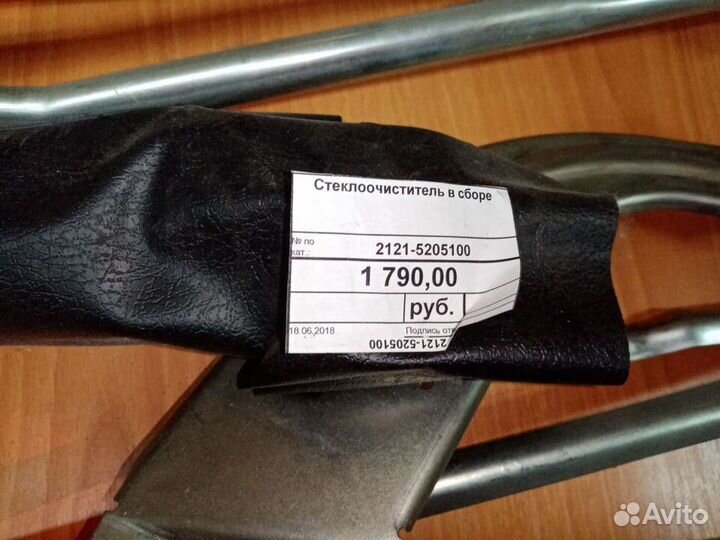 Стеклоочиститель в сборе
№ по
кат.:
2121-5205100
1 790,00
руб.
18.06.2018
Подпись отв
2121-5205100
Avito